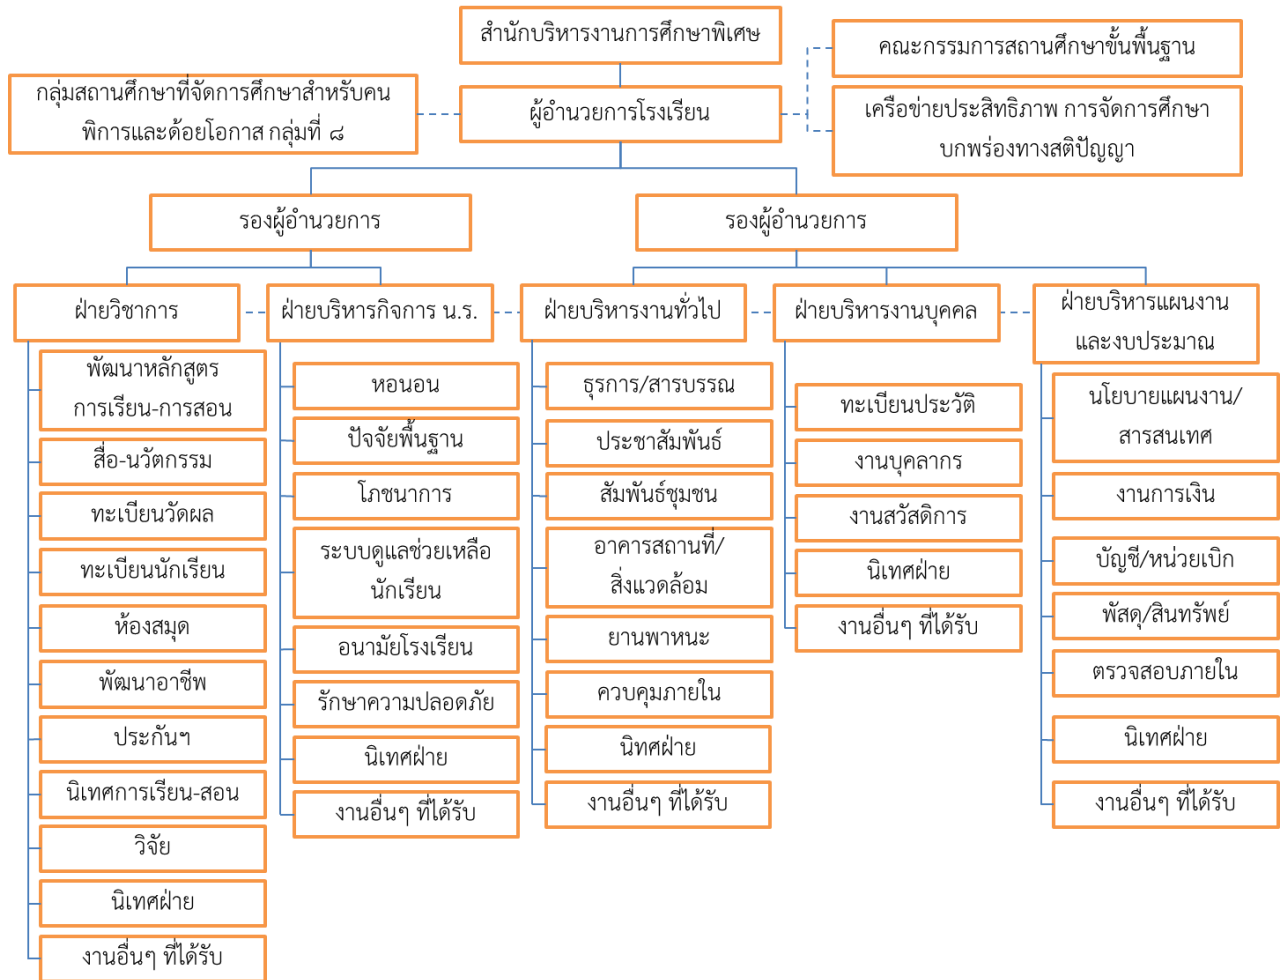 สำนักบริหารงานการศึกษาพิเศษ
คณะกรรมการสถานศึกษาขั้นพื้นฐาน
กลุ่มสถานศึกษาที่จัดการศึกษาสำหรับคน
พิการและด้อยโอกาส กลุ่มที่ ๘
ผู้อำนวยการโรงเรียน
เครือข่ายประสิทธิภาพ การจัดการศึกษา
บกพร่องทางสติปัญญา
รองผู้อำนวยการ
รองผู้อำนวยการ
ฝ่ายวิชาการ
พัฒนาหลักสูตร
การเรียน-การสอน
สื่อ-นวัตกรรม
ทะเบียนวัดผล
ทะเบียนนักเรียน
ห้องสมุด
พัฒนาอาชีพ
ประกันฯ
นิเทศการเรียน-สอน
วิจัย
นิเทศฝ่าย
งานอื่นๆ ที่ได้รับ
ฝ่ายบริหารกิจการ น.ร.
หอนอน
ปัจจัยพื้นฐาน
โภชนาการ
ระบบดูแลช่วยเหลือ
นักเรียน
อนามัยโรงเรียน
รักษาความปลอดภัย
นิเทศฝ่าย
งานอื่นๆ ที่ได้รับ
ฝ่ายบริหารงานทั่วไป
ธุรการ/สารบรรณ
ประชาสัมพันธ์
สัมพันธ์ชุมชน
อาคารสถานที่/
สิ่งแวดล้อม
ยานพาหนะ
ควบคุมภายใน
นิทศฝ่าย
งานอื่นๆ ที่ได้รับ
ฝ่ายบริหารงานบุคคล
ทะเบียนประวัติ
งานบุคลากร
งานสวัสดิการ
นิเทศฝ่าย
งานอื่นๆ ที่ได้รับ
ฝ่ายบริหารแผนงาน
และงบประมาณ
นโยบายแผนงาน/
สารสนเทศ
งานการเงิน
บัญชี/หน่วยเบิก
พัสดุ/สินทรัพย์
ตรวจสอบภายใน
นิเทศฝ่าย
งานอื่นๆ ที่ได้รับ